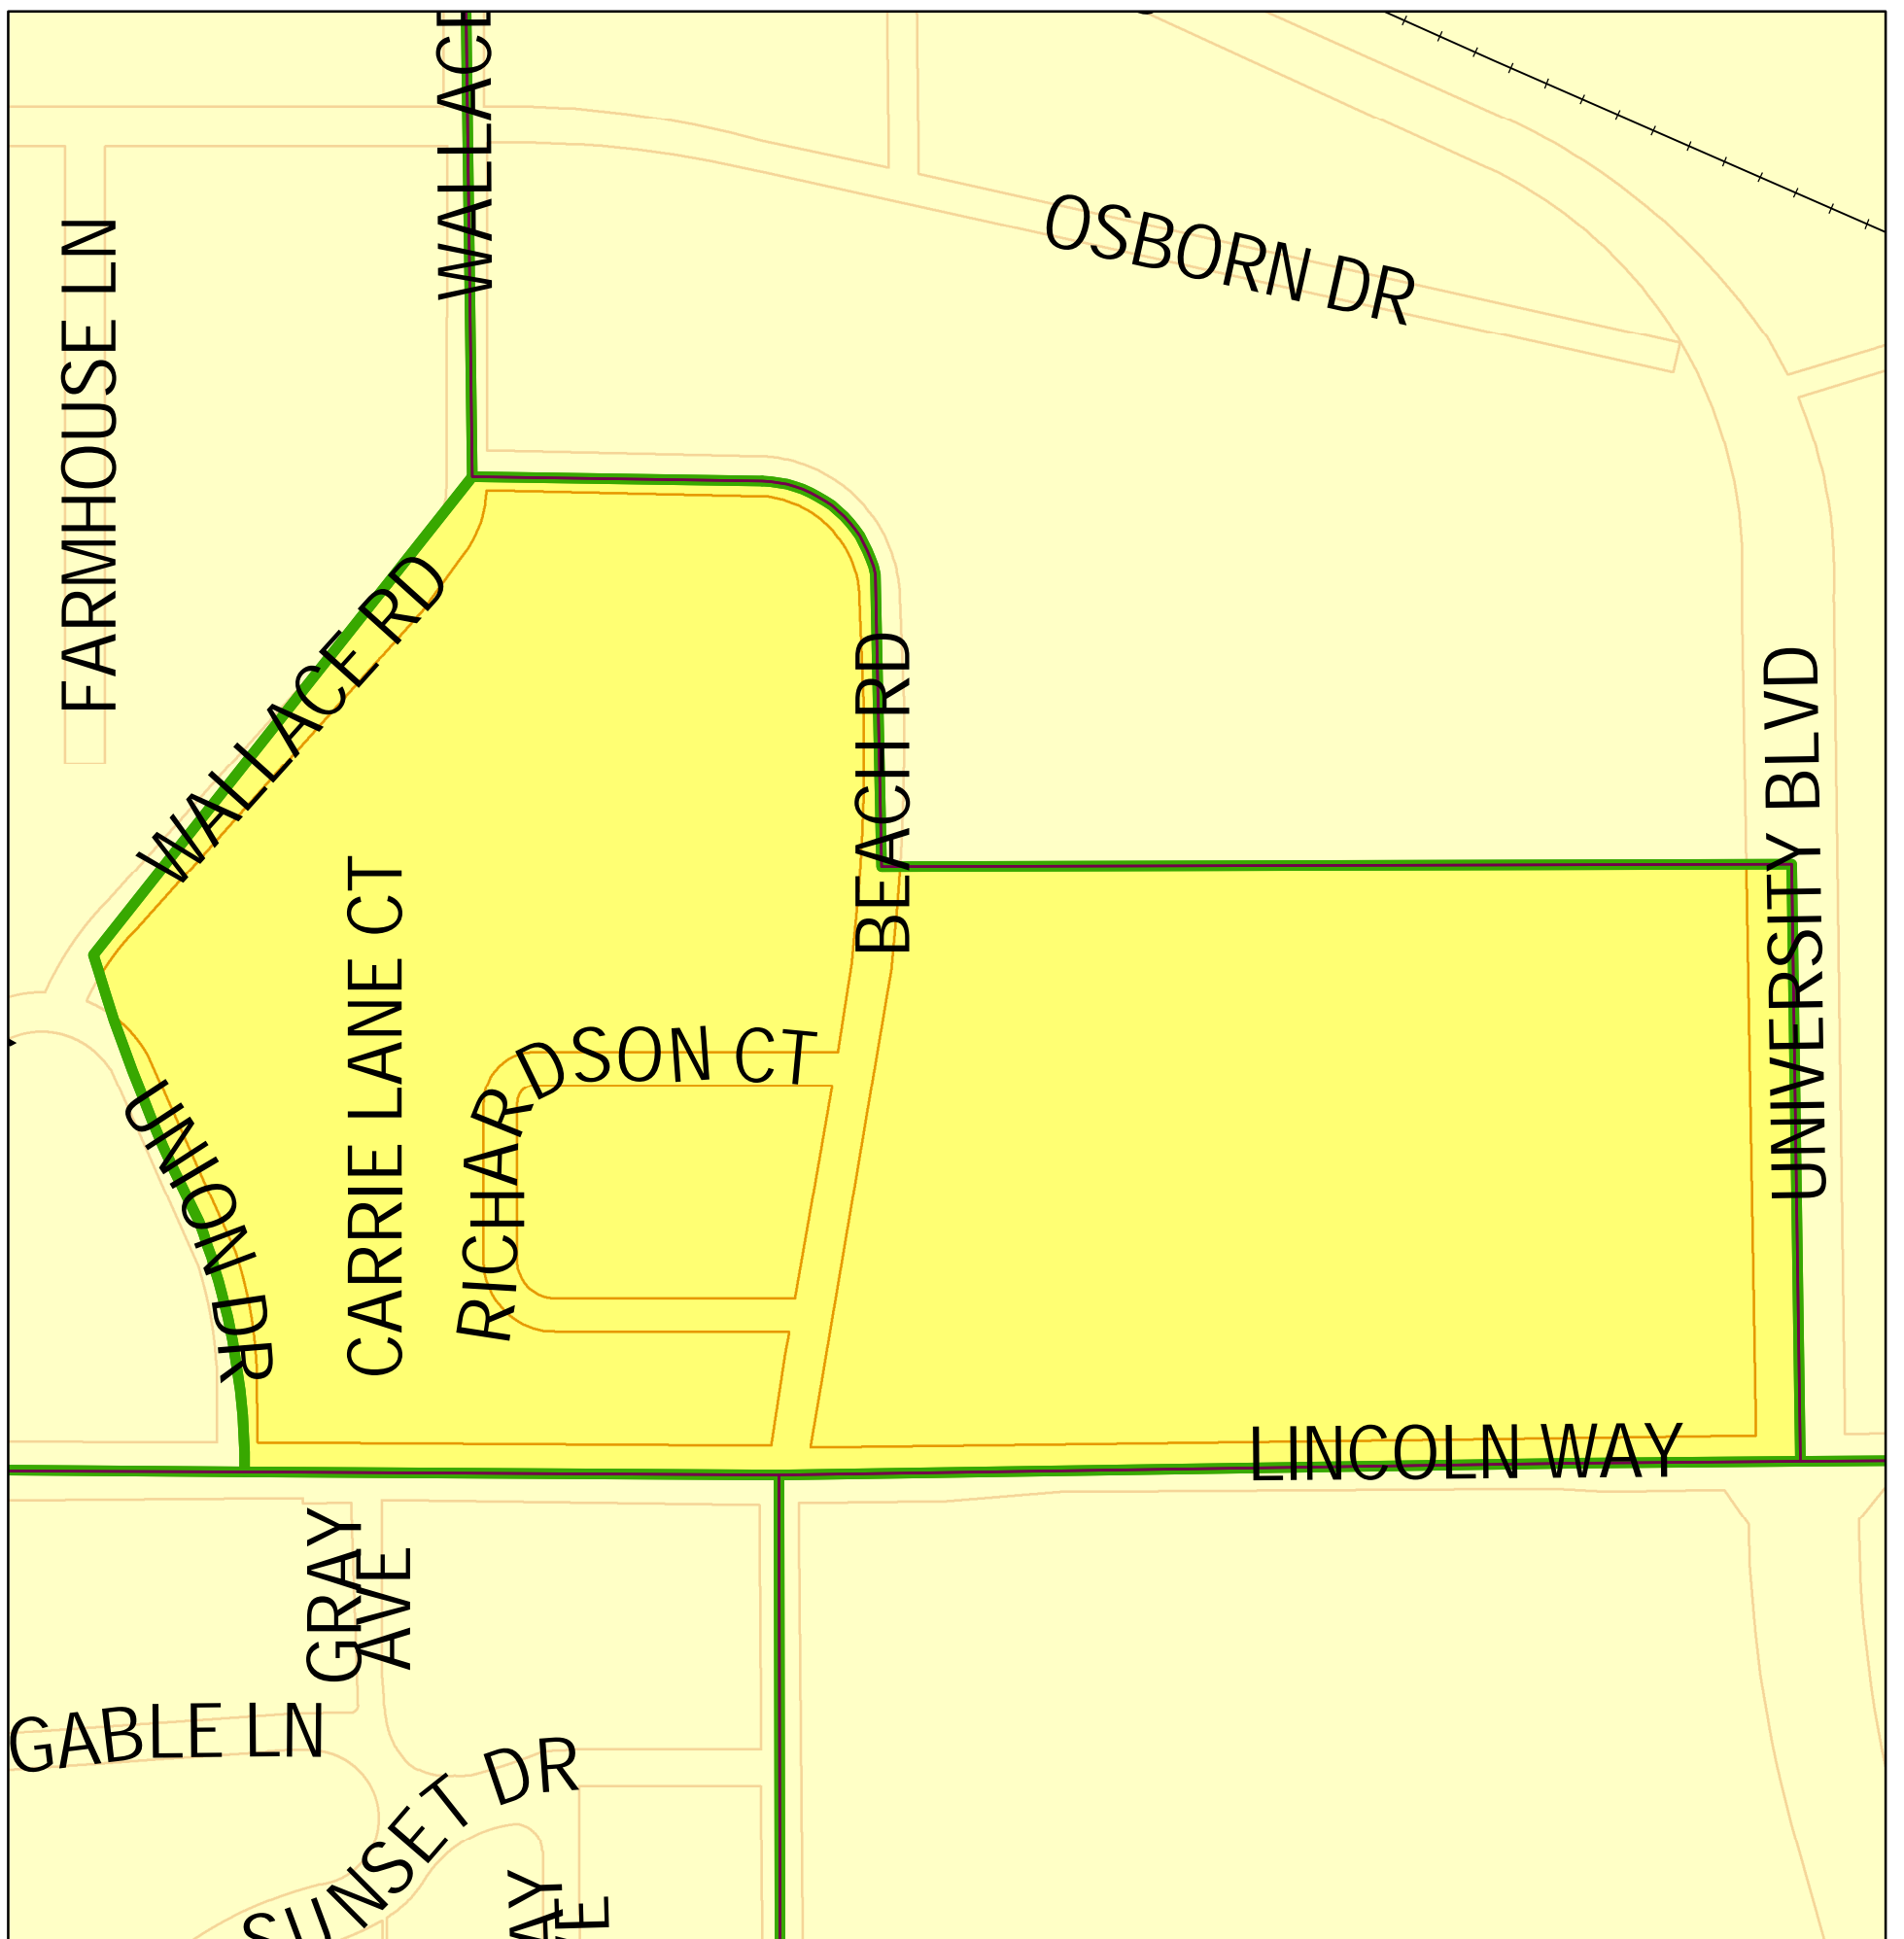 WALLACE
OSBORN DR
FARMHOUSE LN
WALLACE RD
BEACH RD
UNIVERSITY BLVD
CARRIE LANE CT
RICHARDSON CT
UNION DR
LINCOLN WAY
GRAY
AVE
GABLE LN
SUNSET DR